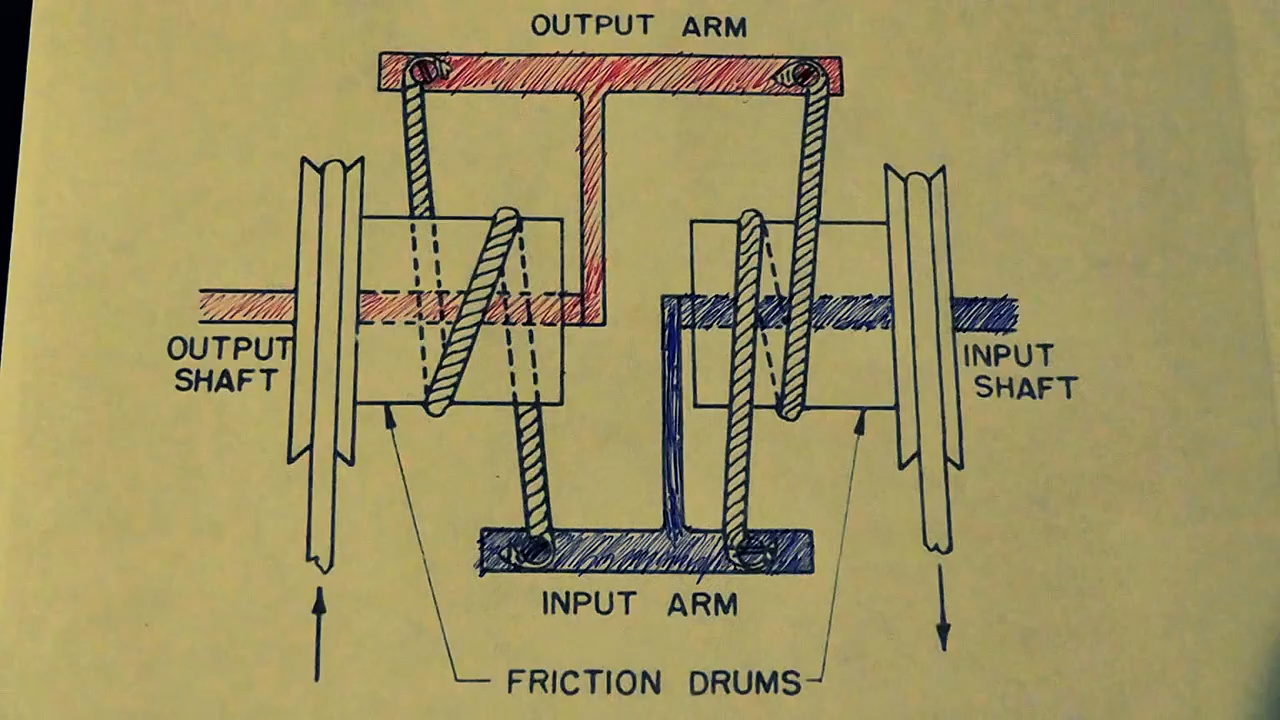 OUTPUT ARM
OUTPUT
SHAFT
INPUT
SHAFT
INPUT ARM
FRICTION DRUMS